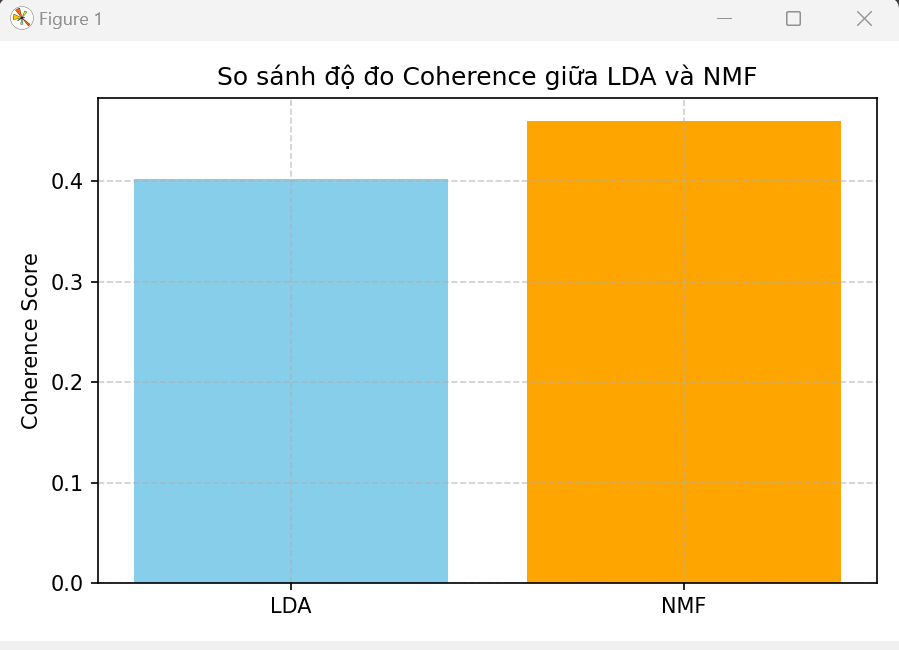 Figure 1
So sánh độ đo Coherence giữa LDA và NMF
Coherence Score
0.4
0.3
0.2
0.1
0.0
LDA
NMF